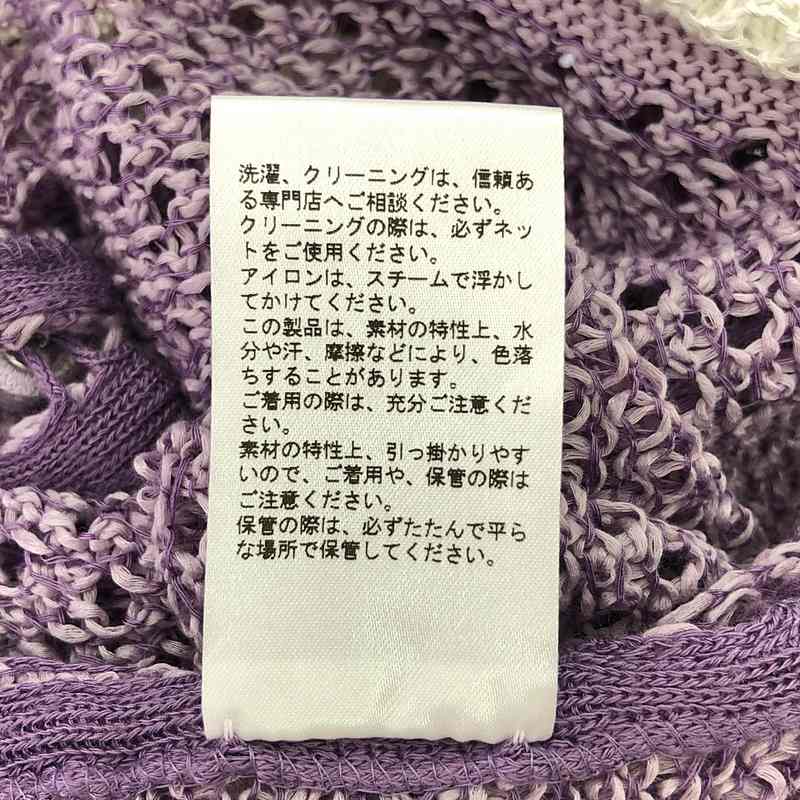 洗濯、クリーニングは、信頼あ
る専門店へご相談ください。
クリーニングの際は、必ずネッ
トをご使用ください。
アイロンは、スチームで浮かし
てかけてください。
この製品は、素材の特性上、水
分や汗、摩擦などにより、色落
ちすることがあります。
ご着用の際は、充分ご注意くだ
さい。
素材の特性上、引っ掛かりやす
いので、ご着用や、保管の際は
ご注意ください。
保管の際は、必ずたたんで平ら
な場所で保管してください。